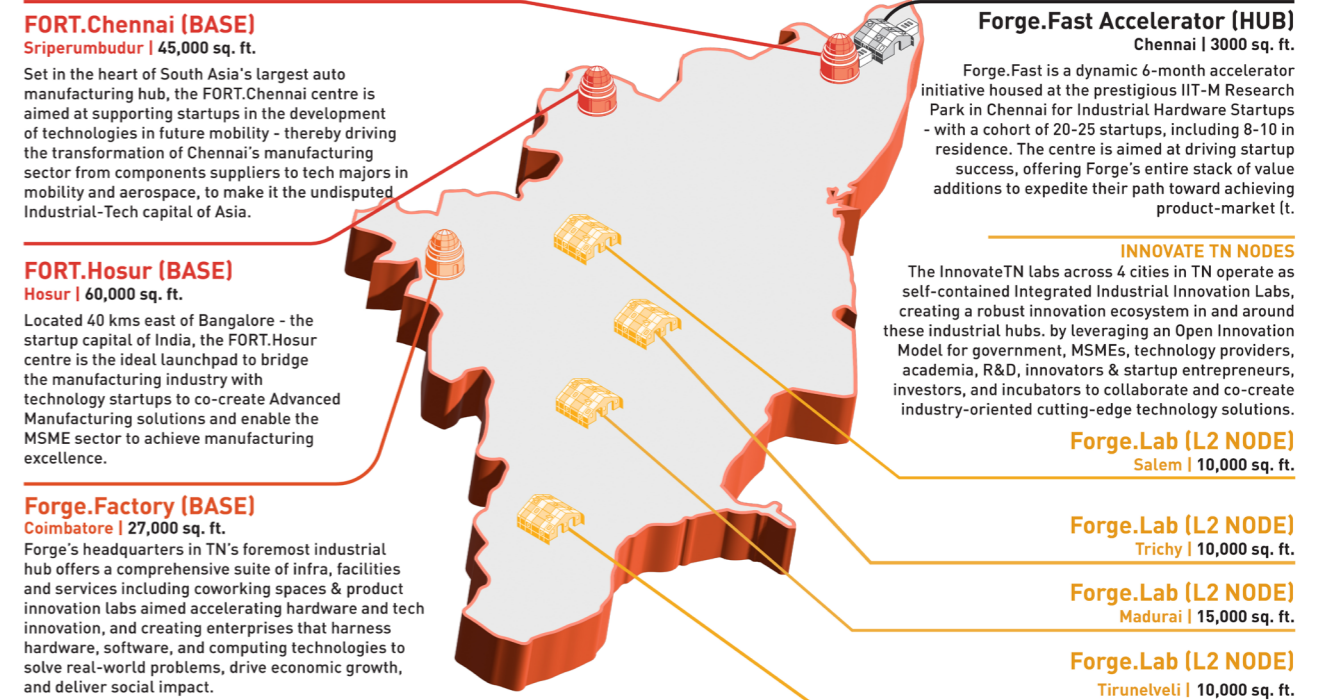 FORT.Chennai (BASE)
Sriperumbudur | 45,000 sq. ft.
Set in the heart of South Asia's largest auto
manufacturing hub, the FORT.Chennai centre is
aimed at supporting startups in the development
of technologies in future mobility - thereby driving
the transformation of Chennai's manufacturing
sector from components suppliers to tech majors in
mobility and aerospace, to make it the undisputed
Industrial-Tech capital of Asia.
FORT.Hosur (BASE)
Hosur | 60,000 sq. ft.
Located 40 kms east of Bangalore - the
startup capital of India, the FORT.Hosur
centre is the ideal launchpad to bridge
the manufacturing industry with
technology startups to co-create Advanced
Manufacturing solutions and enable the
MSME sector to achieve manufacturing
excellence.
Forge.Factory (BASE)
Coimbatore | 27,000 sq. ft.
Forge's headquarters in TN's foremost industrial
hub offers a comprehensive suite of infra, facilities
and services including coworking spaces & product
innovation labs aimed accelerating hardware and tech
innovation, and creating enterprises that harness
hardware, software, and computing technologies to
solve real-world problems, drive economic growth,
and deliver social impact.
Forge.Fast Accelerator (HUB)
Chennai | 3000 sq. ft.
Forge.Fast is a dynamic 6-month accelerator
initiative housed at the prestigious IIT-M Research
Park in Chennai for Industrial Hardware Startups
- with a cohort of 20-25 startups, including 8-10 in
residence. The centre is aimed at driving startup
success, offering Forge's entire stack of value
additions to expedite their path toward achieving
product-market (t.
INNOVATE TN NODES
The InnovateTN labs across 4 cities in TN operate as
self-contained Integrated Industrial Innovation Labs,
creating a robust innovation ecosystem in and around
these industrial hubs. by leveraging an Open Innovation
Model for government, MSMEs, technology providers,
academia, R&D, innovators & startup entrepreneurs,
investors, and incubators to collaborate and co-create
industry-oriented cutting-edge technology solutions.
Forge.Lab (L2 NODE)
Salem | 10,000 sq. ft.
Forge.Lab (L2 NODE)
Trichy | 10,000 sq. ft.
Forge.Lab (L2 NODE)
Madurai | 15,000 sq. ft.
Forge.Lab (L2 NODE)
Tirunelveli | 10,000 sq. ft.